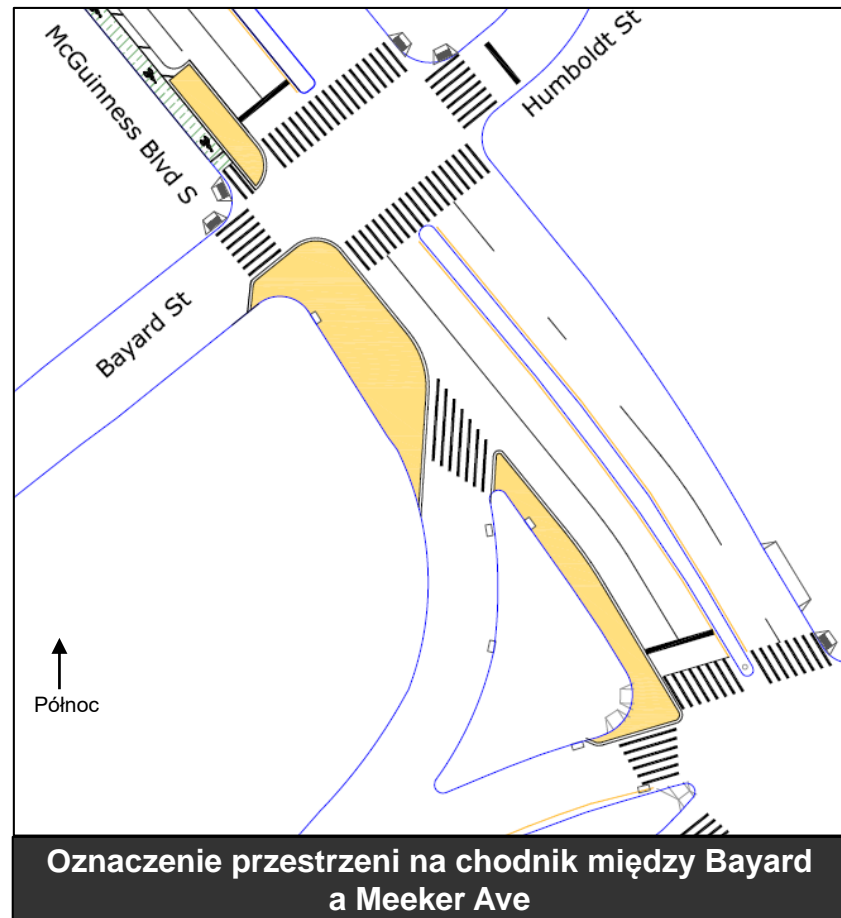 McGuinness Blvd S
Humboldt St
Bayard St
Północ
Oznaczenie przestrzeni na chodnik między Bayard
a Meeker Ave